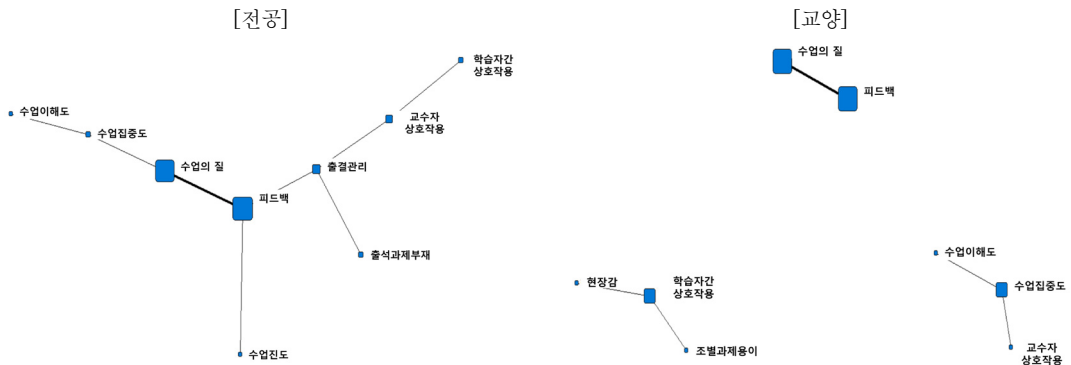 [전공]
학습자간
상호작용
수업이해도
교수자
상호작용
수업집중도
수업의 질
출결관리
피드백
출석과제부재
수업진도
[교양]
수업의 질
피드백
수업이해도
현장감
학습자간
상호작용
수업집중도
조별과제용이
교수자
상호작용